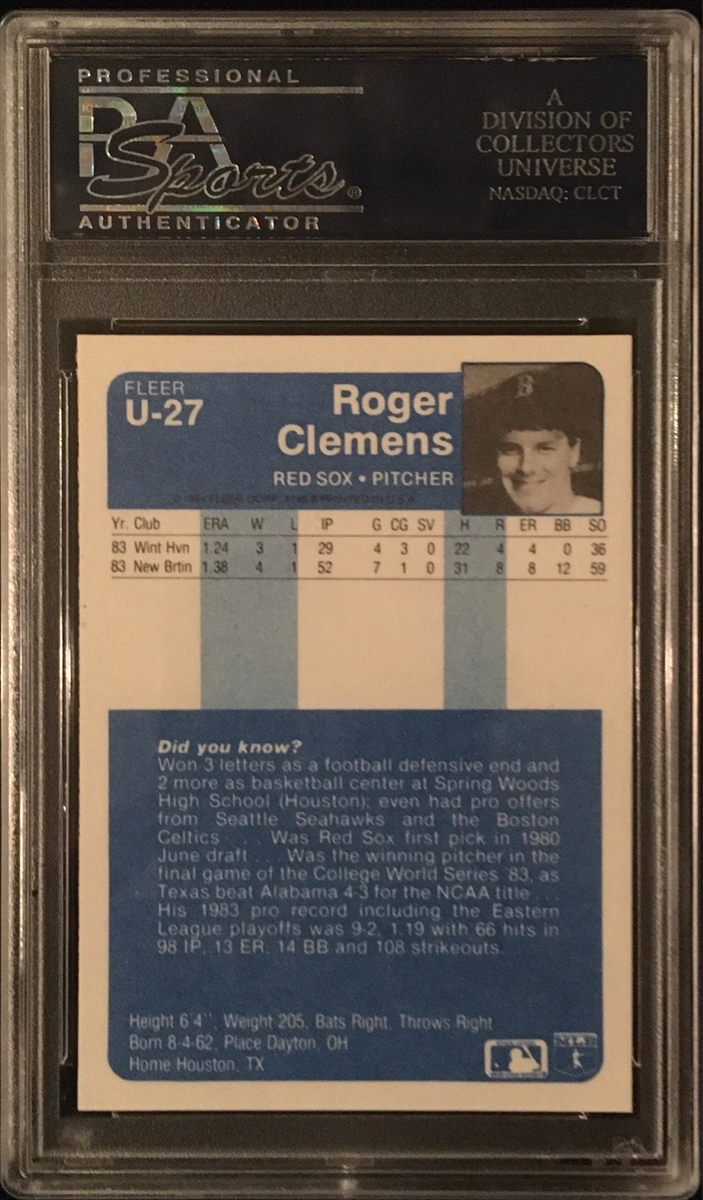 PROFESSIONAL
PSA
Sports®
AUTHENTICATOR
A
DIVISION OF
COLLECTORS
UNIVERSE
NASDAQ: CLCT
FLEER
U-27
Roger
Clemens
RED SOX • PITCHER
© 1984 FLEER CORP. PRINTED IN U.S.A.
Yr. Club ERA W L IP G CG SV H R ER BB SO
83 Wint Hvn 1.24 3 1 29 4 3 0 22 4 4 0 36
83 New Brtin 1.38 4 1 52 7 1 0 31 8 8 12 59
B
Did you know?
Won 3 letters as a football defensive end and
2 more as basketball center at Spring Woods
High School (Houston); even had pro offers
from Seattle Seahawks and the Boston
Celtics . . . Was Red Sox first pick in 1980
June draft . . . Was the winning pitcher in the
final game of the College World Series '83, as
Texas beat Alabama 4-3 for the NCAA title . . .
His 1983 pro record including the Eastern
League playoffs was 9-2, 1.19 with 66 hits in
98 IP, 13 ER, 14 BB and 108 strikeouts.
Height 6'4'', Weight 205, Bats Right, Throws Right
Born 8-4-62, Place Dayton, OH
Home Houston, TX